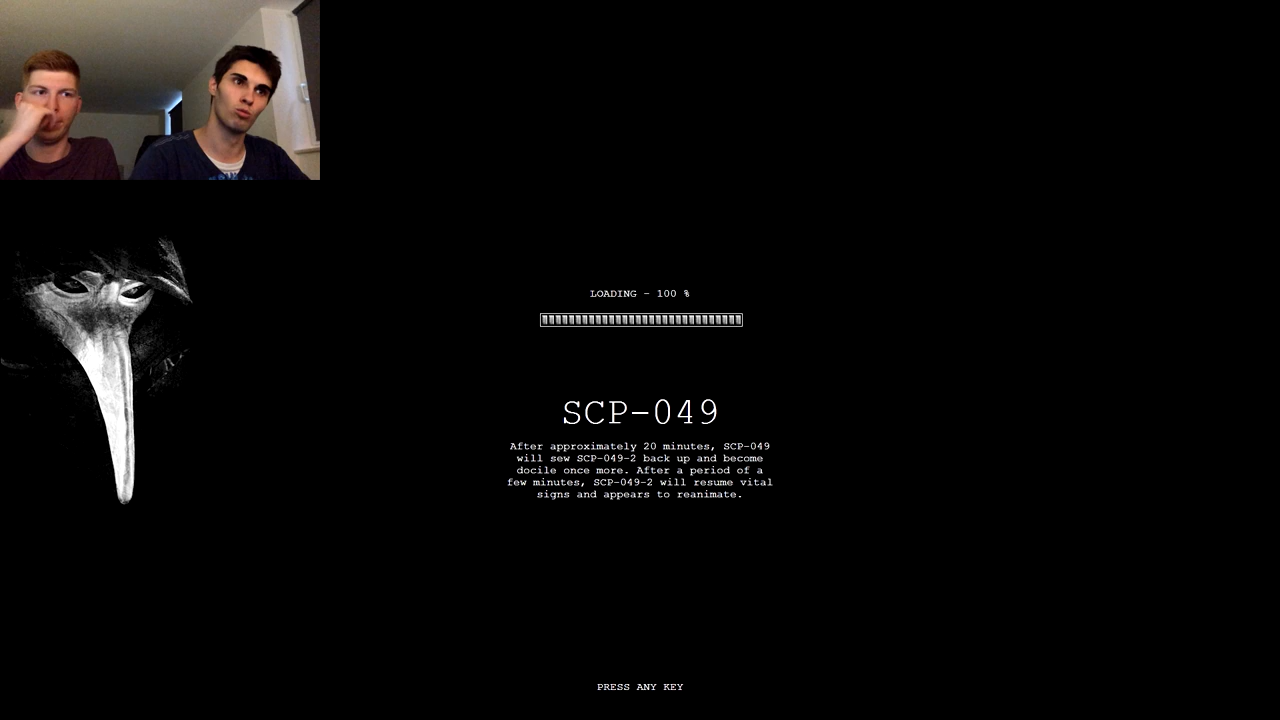 LOADING - 100 %
SCP-049
After approximately 20 minutes, SCP-049
will sew SCP-049-2 back up and become
docile once more. After a period of a
few minutes, SCP-049-2 will resume vital
signs and appears to reanimate.
PRESS ANY KEY